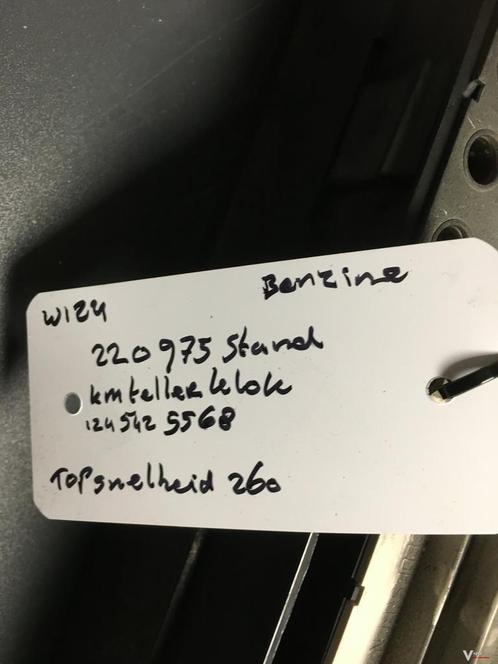 W124 Benzine
220975 Stand
kmteller klok
124 542 5568
Topsnelheid 260